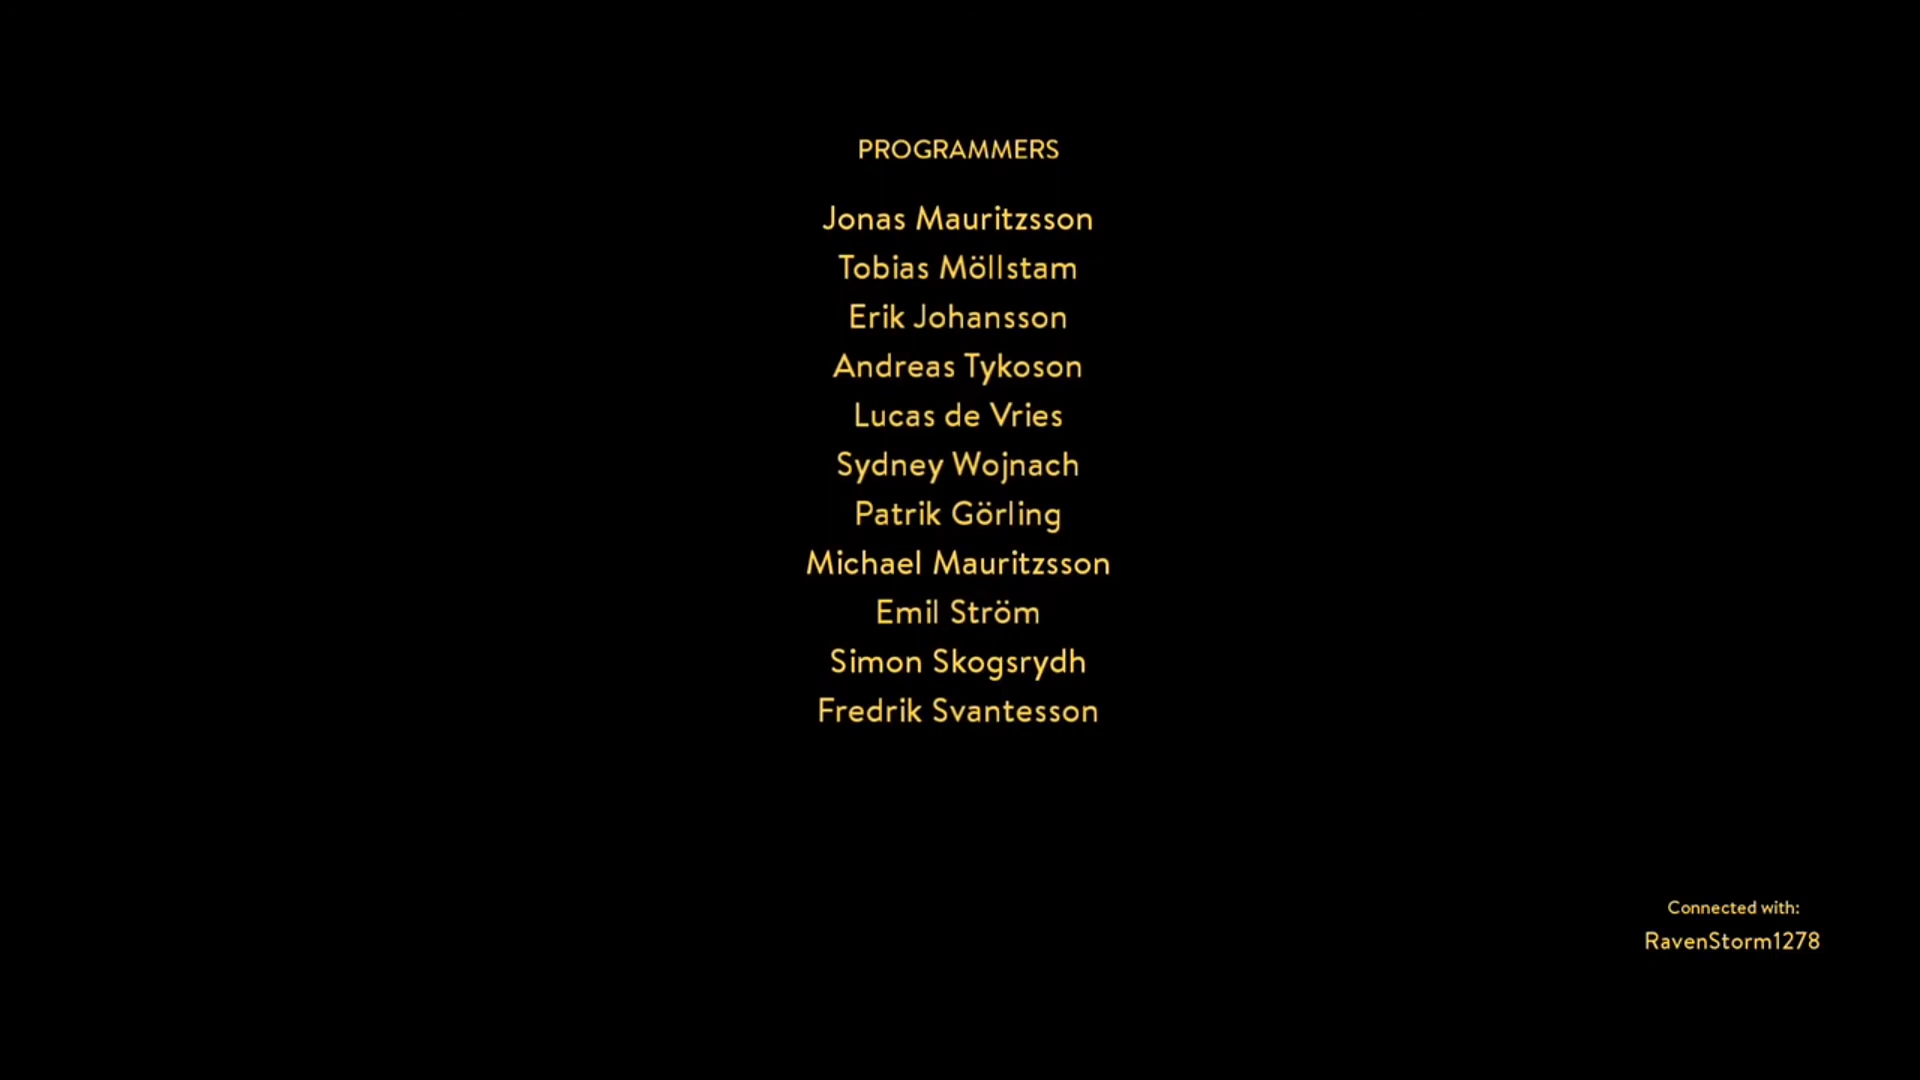 PROGRAMMERS
Jonas Mauritzsson
Tobias Möllstam
Erik Johansson
Andreas Tykoson
Lucas de Vries
Sydney Wojnach
Patrik Görling
Michael Mauritzsson
Emil Ström
Simon Skogsrydh
Fredrik Svantesson
Connected with:
RavenStorm1278